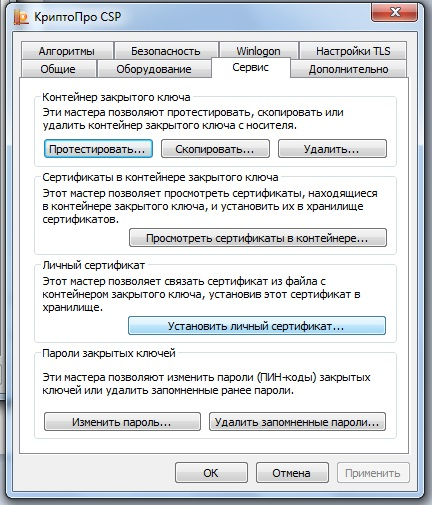 КриптоПро CSP
Алгоритмы Безопасность Winlogon Настройки TLS
Общие Оборудование Сервис Дополнительно
Контейнер закрытого ключа
Эти мастера позволяют протестировать, скопировать или
удалить контейнер закрытого ключа с носителя.
Протестировать... Скопировать... Удалить...
Сертификаты в контейнере закрытого ключа
Этот мастер позволяет просмотреть сертификаты, находящиеся
в контейнере закрытого ключа, и установить их в хранилище
сертификатов.
Просмотреть сертификаты в контейнере...
Личный сертификат
Этот мастер позволяет связать сертификат из файла с
контейнером закрытого ключа, установив этот сертификат в
хранилище.
Установить личный сертификат...
Пароли закрытых ключей
Эти мастера позволяют изменить пароли (ПИН-коды) закрытых
ключей или удалить запомненные ранее пароли.
Изменить пароль... Удалить запомненные пароли...
ОК Отмена Применить